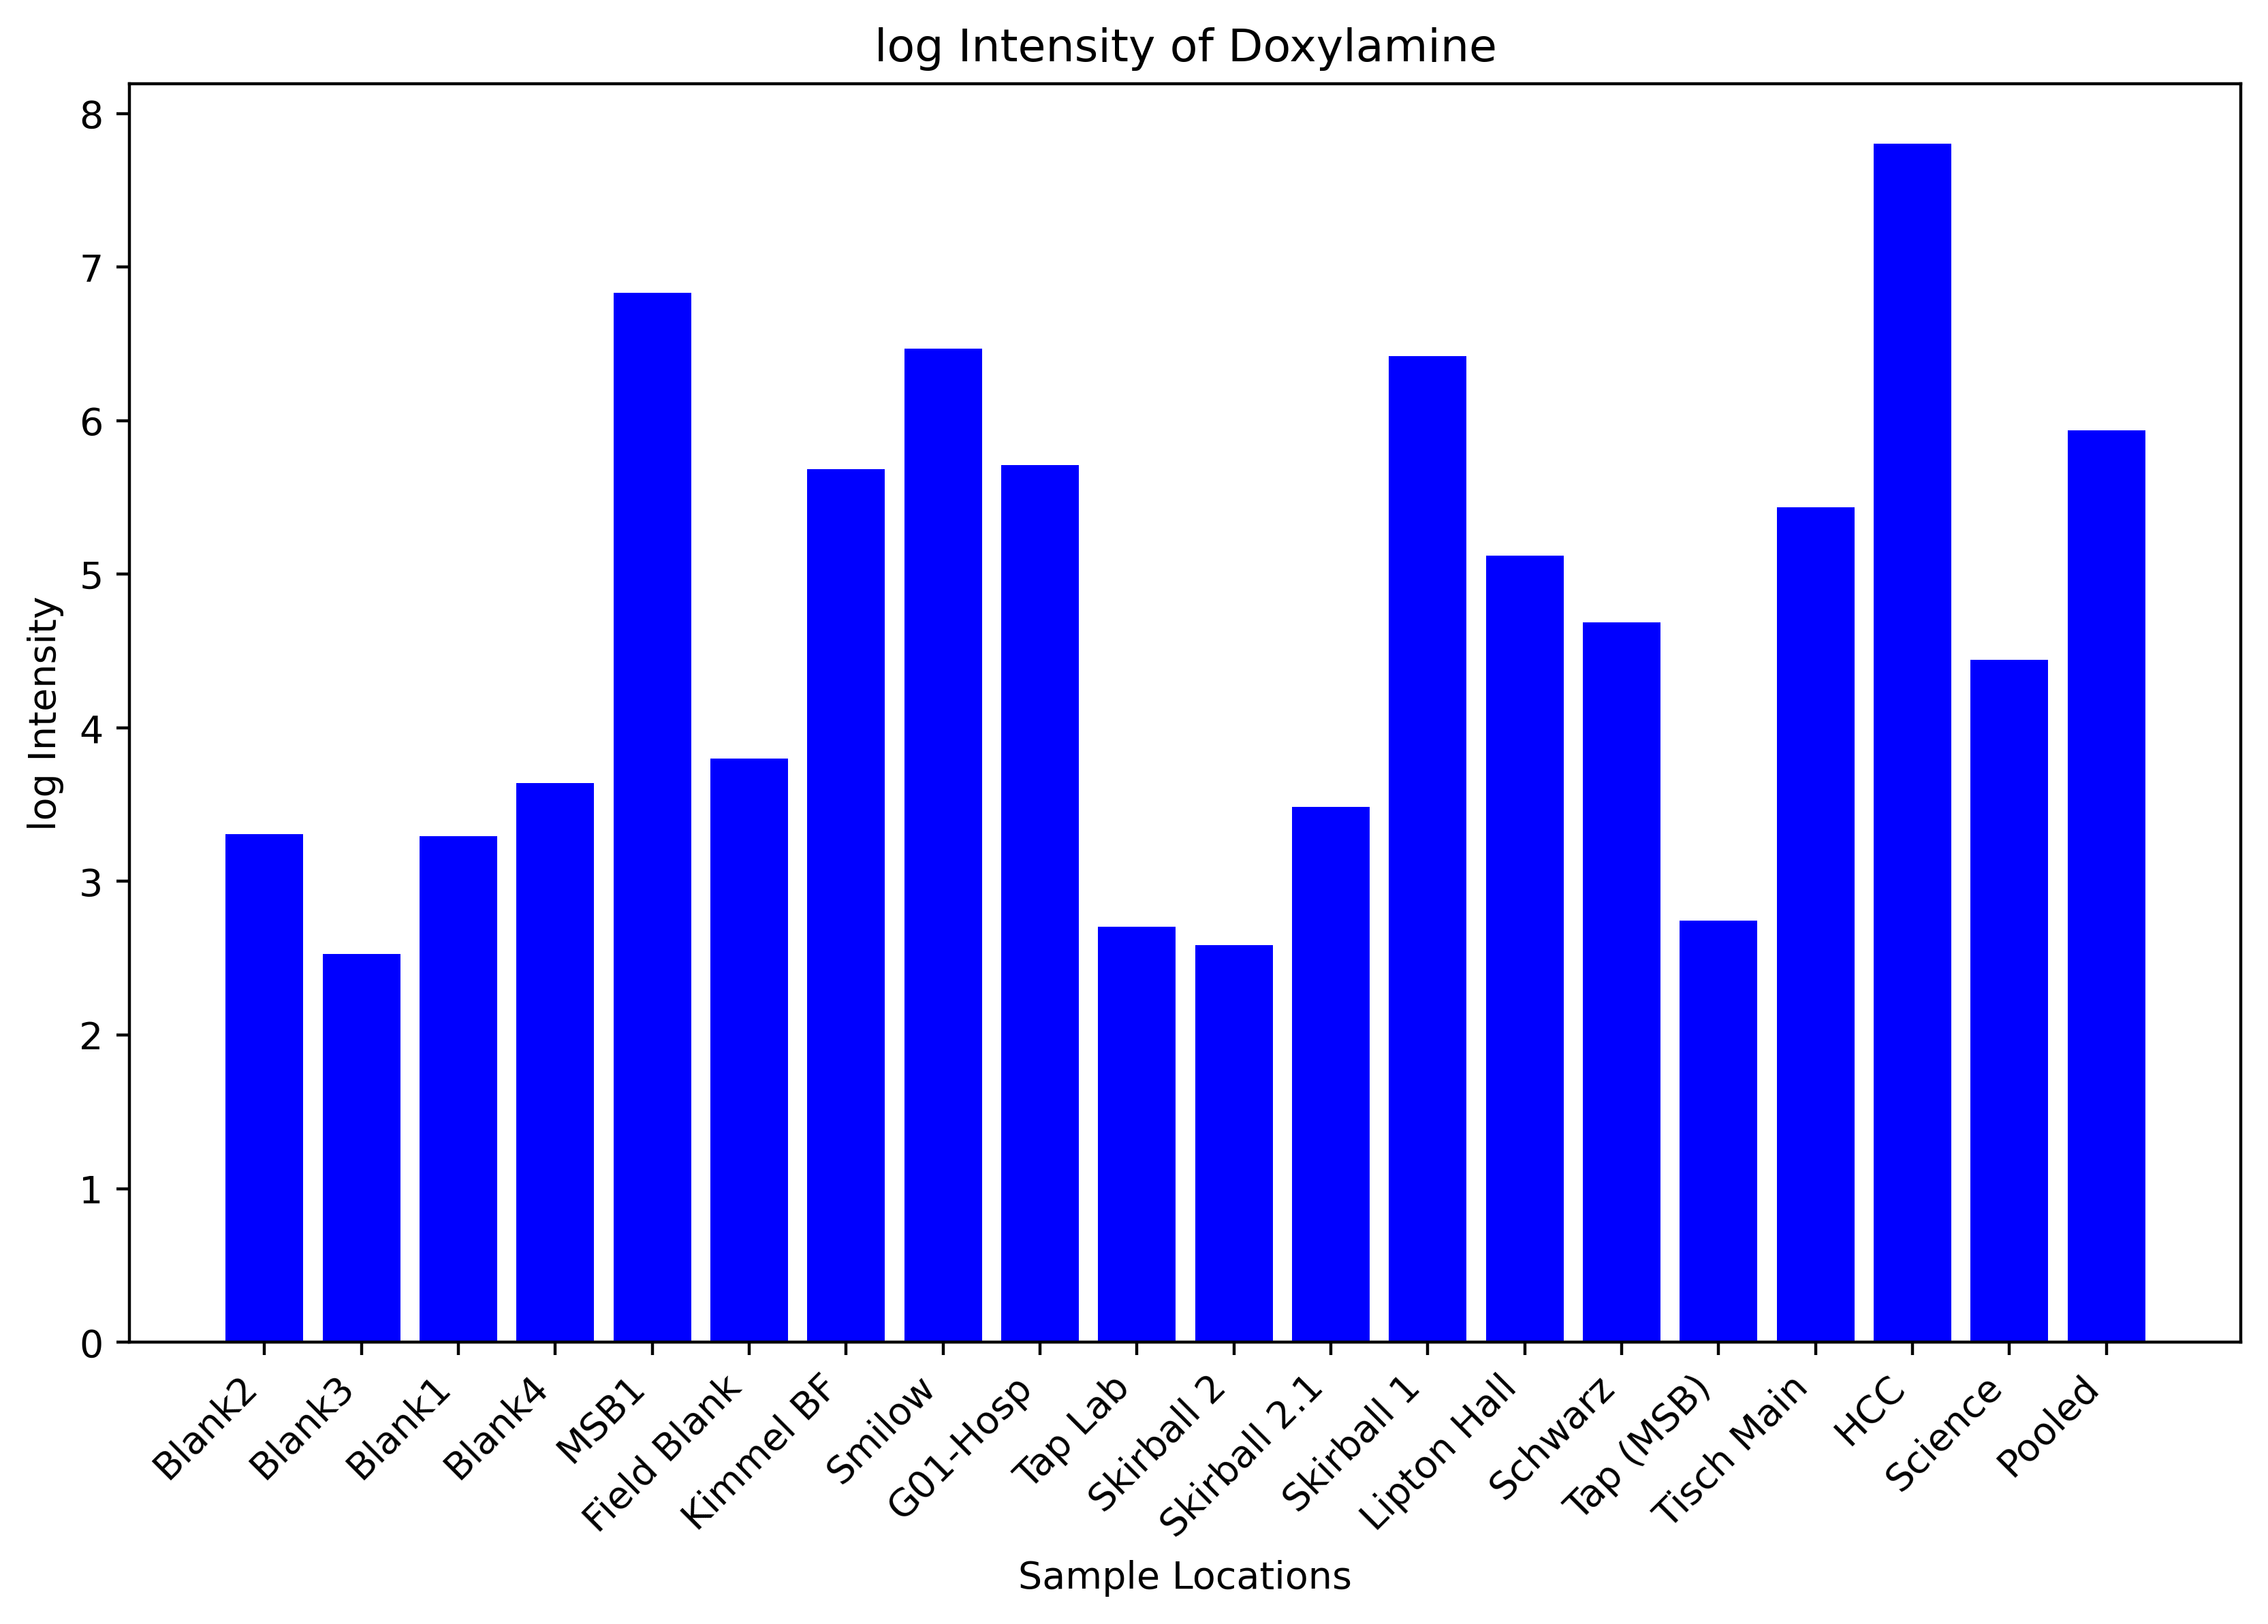 log Intensity of Doxylamine
log Intensity
8
7
6
5
4
3
2
1
0
Blank2
Blank3
Blank1
Blank4
MSB1
Field Blank
Kimmel BF
Smilow
G01-Hosp
Tap Lab
Skirball 2
Skirball 2.1
Skirball 1
Lipton Hall
Schwarz
Tap (MSB)
Tisch Main
HCC
Science
Pooled
Sample Locations